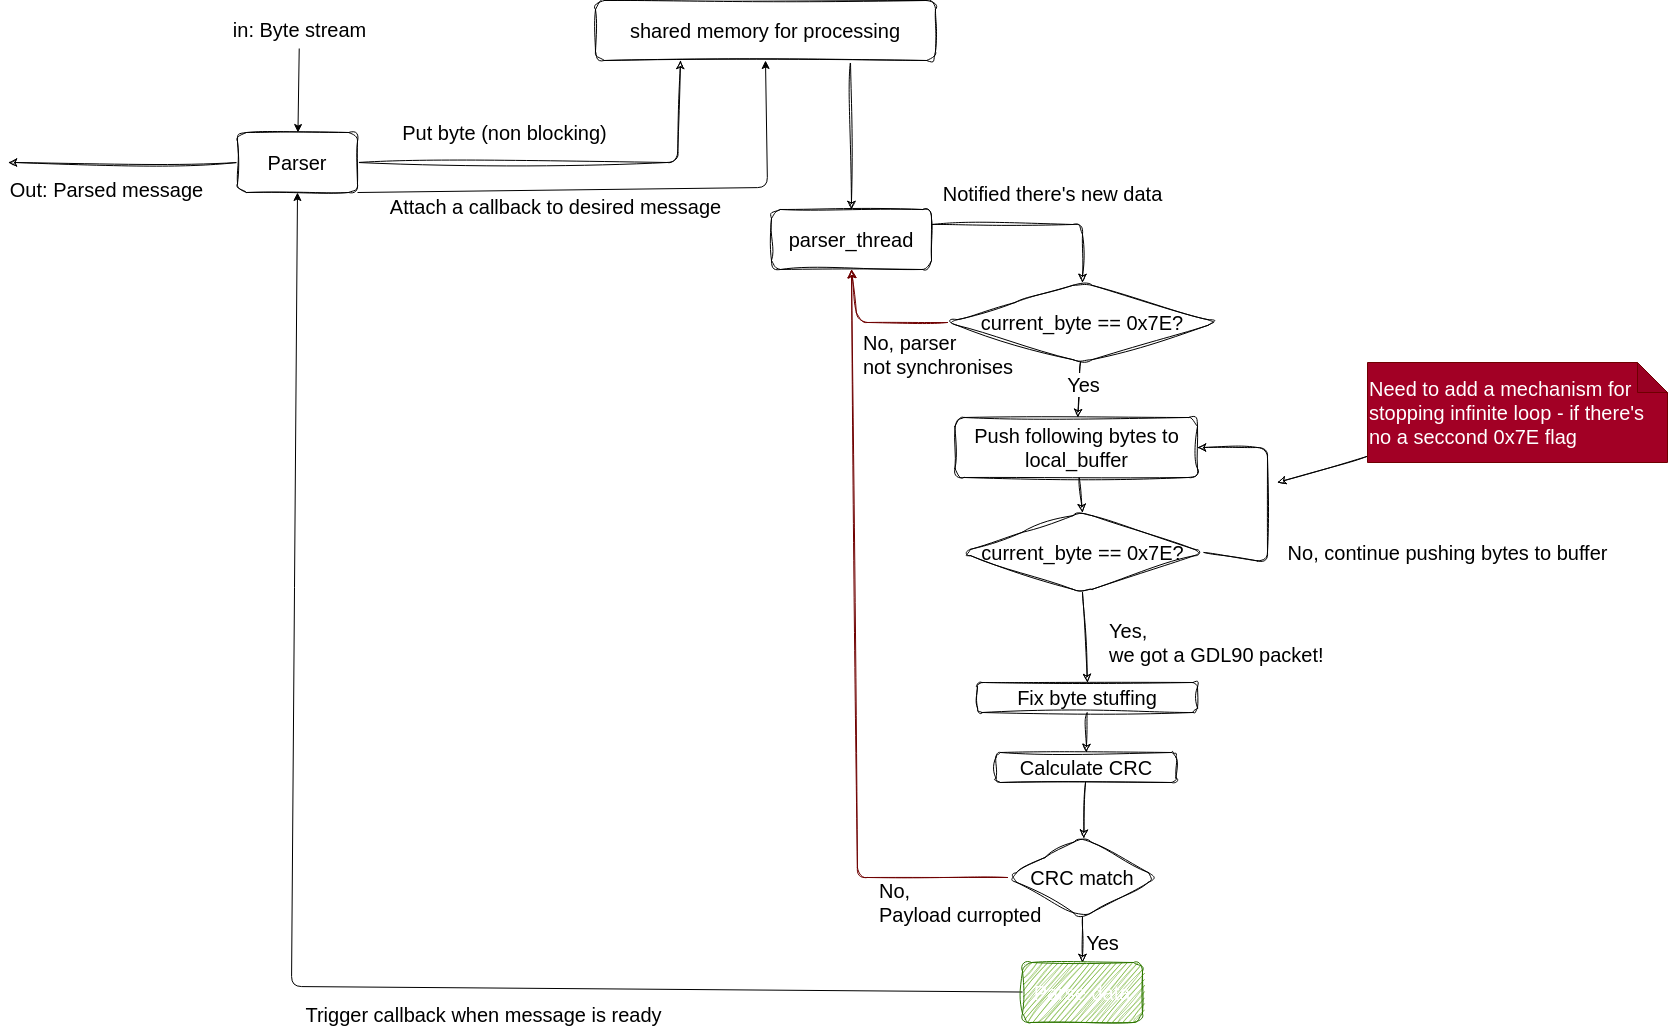 in: Byte stream
shared memory for processing
Put byte (non blocking)
Parser
Out: Parsed message
Attach a callback to desired message
Notified there's new data
parser_thread
current_byte == 0x7E?
No, parser
not synchronises
Yes
Need to add a mechanism for
stopping infinite loop - if there's
no a seccond 0x7E flag
Push following bytes to
local_buffer
current_byte == 0x7E?
No, continue pushing bytes to buffer
Yes,
we got a GDL90 packet!
Fix byte stuffing
Calculate CRC
CRC match
No,
Payload curropted
Yes
Parse data
Trigger callback when message is ready